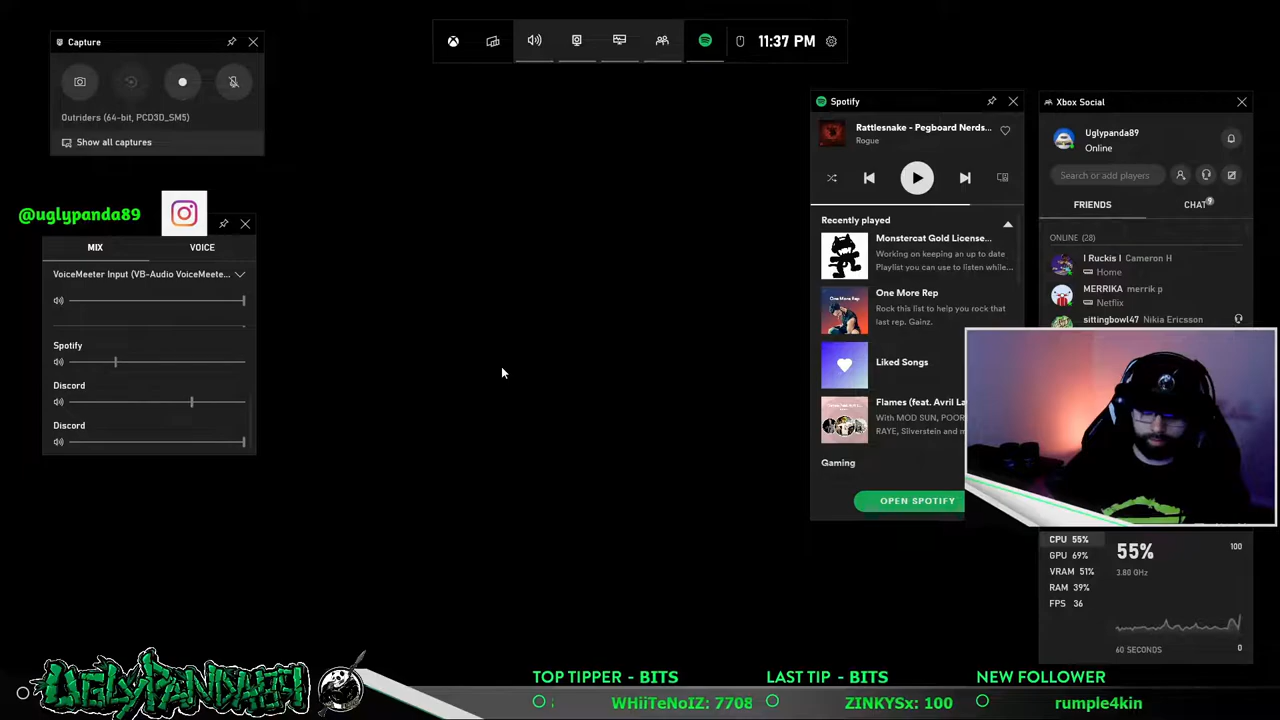 Capture
11:37 PM
Outriders (64-bit, PCD3D_SM5)
Show all captures
@uglypanda89
MIX
VOICE
VoiceMeeter Input (VB-Audio VoiceMeete...
Spotify
Discord
Discord
Spotify
Rattlesnake - Pegboard Nerds...
Rogue
Recently played
Monstercat Gold License...
Working on keeping an up to date
Playlist you can use to listen while...
One More Rep
Rock this list to help you rock that
last rep. Gainz.
Liked Songs
Flames (feat. Avril La
With MOD SUN, POOR
RAYE, Silverstein and m
Gaming
OPEN SPOTIFY
Xbox Social
Uglypanda89
Online
Search or add players
FRIENDS
CHAT
ONLINE (28)
I Ruckis I Cameron H
Home
MERRIKA merrik p
Netflix
sittingbowl47 Nikia Ericsson
CPU 55%
GPU 69%
VRAM 51%
RAM 39%
FPS 36
55%
3.80 GHz
100
60 SECONDS
0
UGLYPANDA89
TOP TIPPER - BITS
WHiiTeNoIZ: 7708
LAST TIP - BITS
ZINKYSx: 100
NEW FOLLOWER
rumple4kin